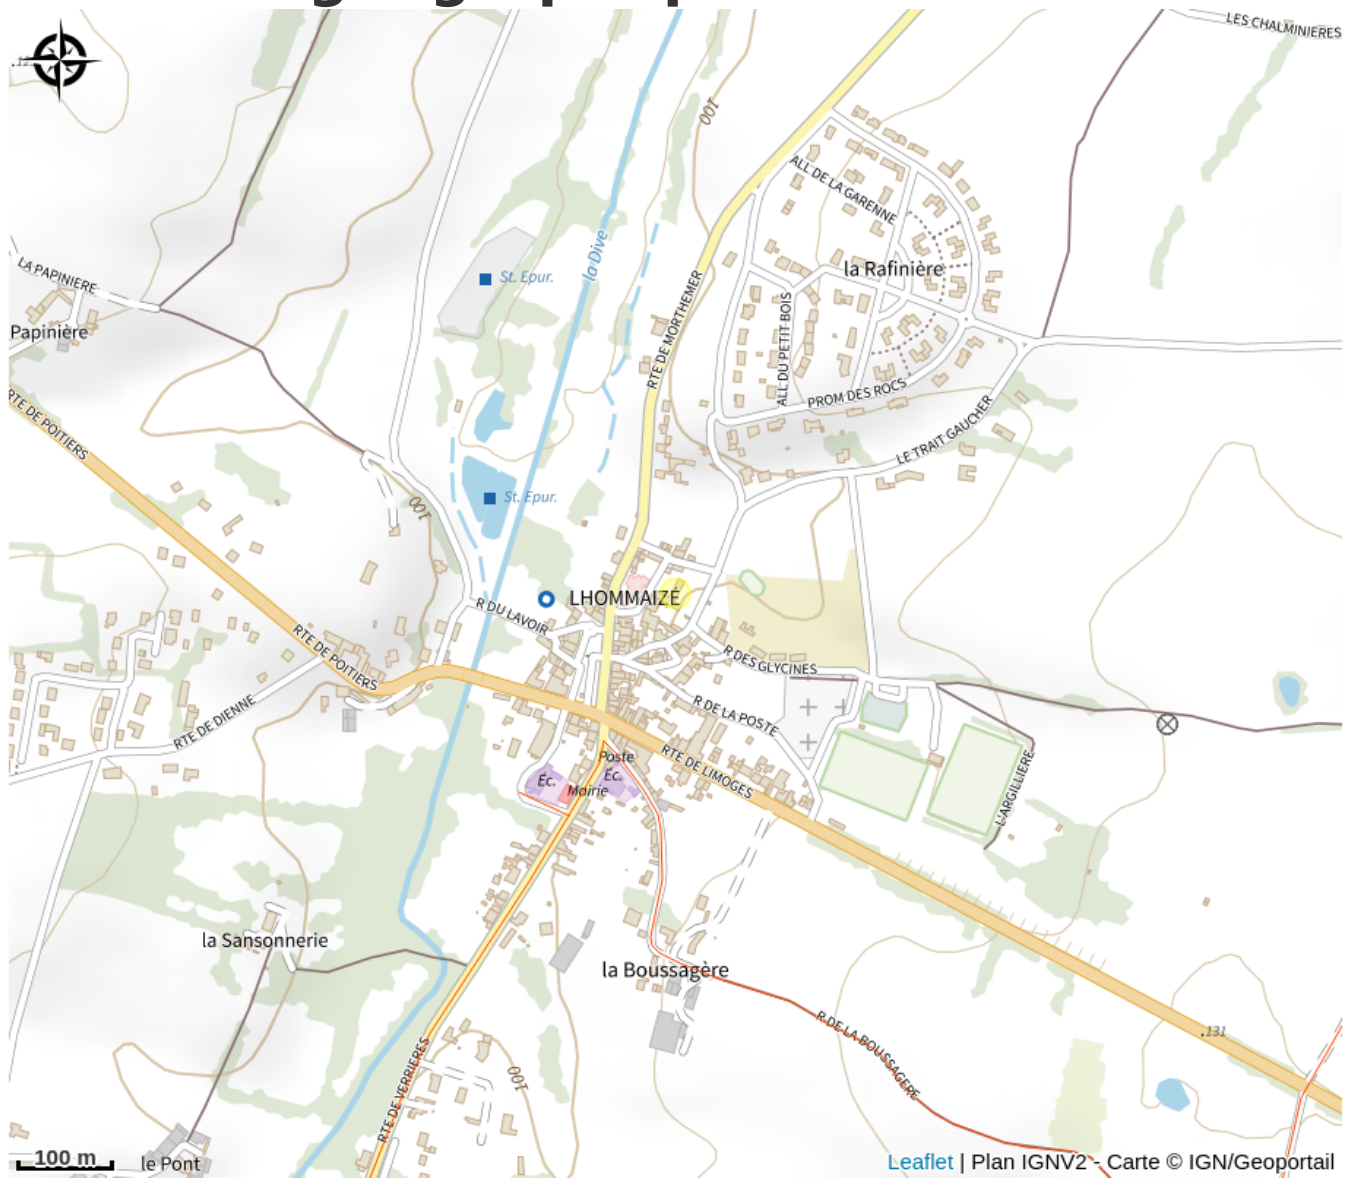 LES CHALMINIERES
100
ALL DE LA GARENNE
la Dive
LA PAPINIERE
St. Epur.
la Rafinière
RTE DE MORTHEMER
ALL DU PETIT BOIS
Papinière
RTE DE POITIERS
PROM DES ROCS
LE TRAIT GAUCHER
St. Epur.
100
LHOMMAIZÉ
R DU LAVOIR
RTE DE POITIERS
R DES GLYCINES
RTE DE DIENNE
R DE LA POSTE
RTE DE LIMOGES
Poste
Éc.
Éc.
Mairie
L'ARGILLIERE
la Sansonnerie
la Boussagère
R DE LA BOUSSAGERE
.131
RTE DE VERRIERES
100
100 m
le Pont
Leaflet | Plan IGNV2 - Carte © IGN/Geoportail